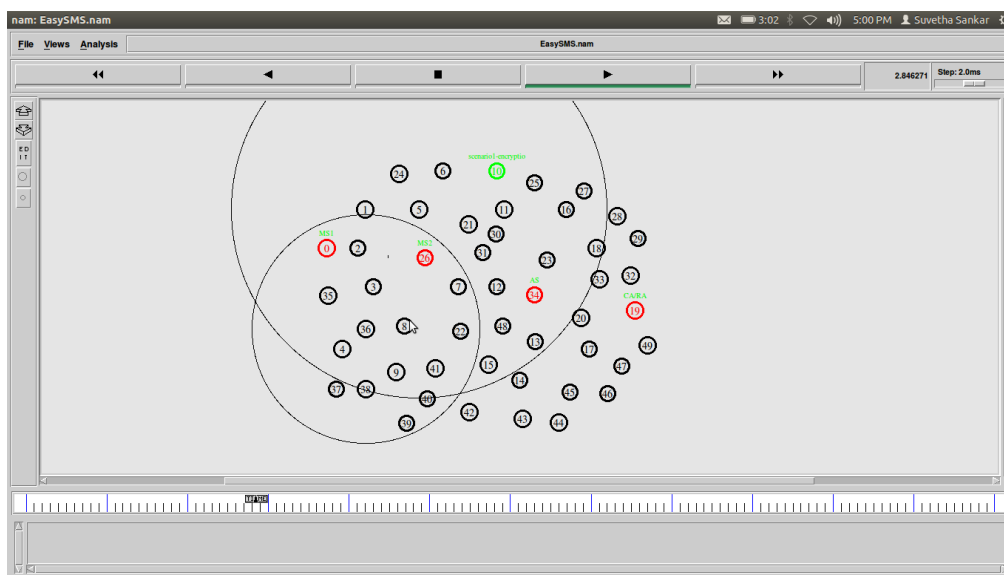 nam: EasySMS.nam 3:02 5:00 PM Suvetha Sankar
File Views Analysis EasySMS.nam
2.846271 Step: 2.0ms
E D
I T
scenario1-encryptio
24 6 10 25 27
1 5 11 16 28
21 30 29
MS1 MS2
0 2 26 31 23 18
AS
35 3 7 12 34 33 32
CA/RA
19
36 8 22 48 20
4 13 17 49
9 41 15 14 47
37 38 40 45 46
39 42 43 44
TIME